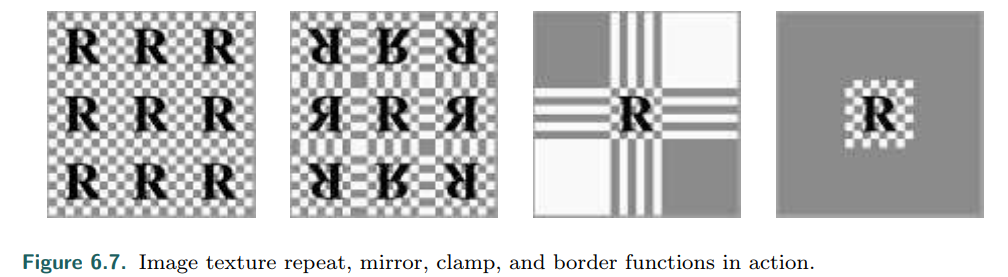 R R R R R R
R R R R R R R R
R R R R R R
Figure 6.7. Image texture repeat, mirror, clamp, and border functions in action.